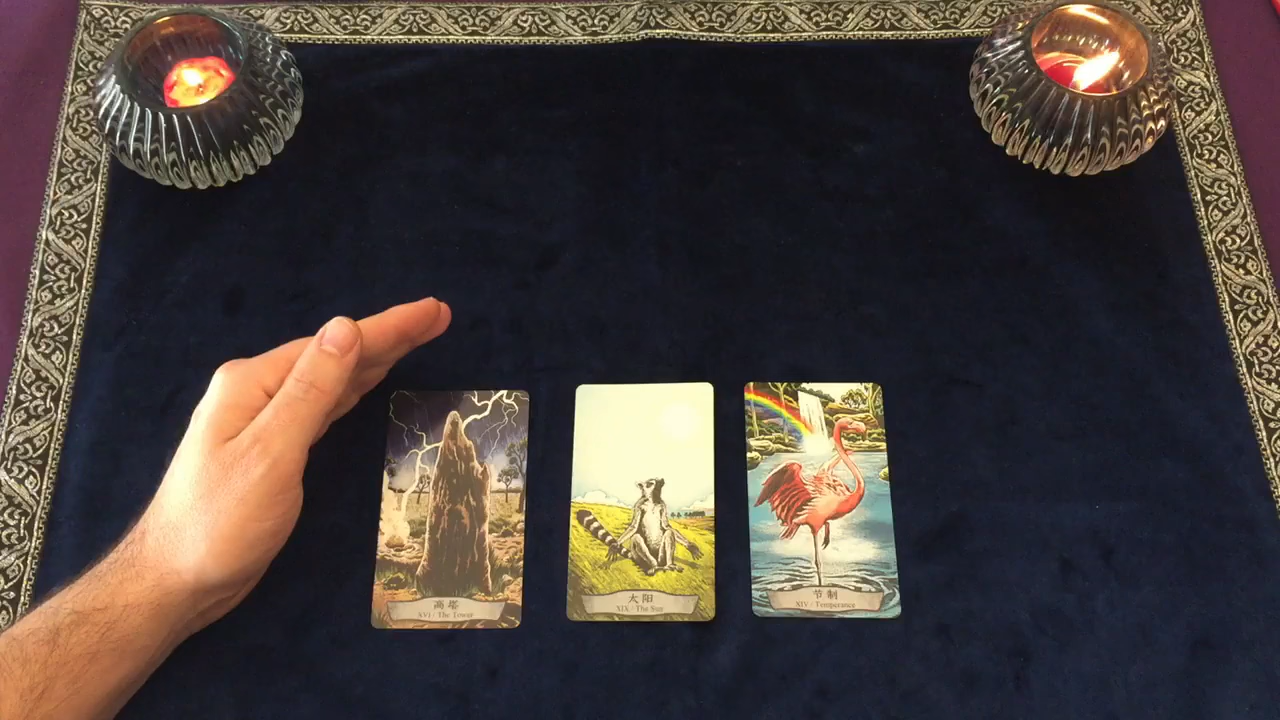 高塔
XVI / The Tower
太阳
XIX / The Sun
节制
XIV / Temperance